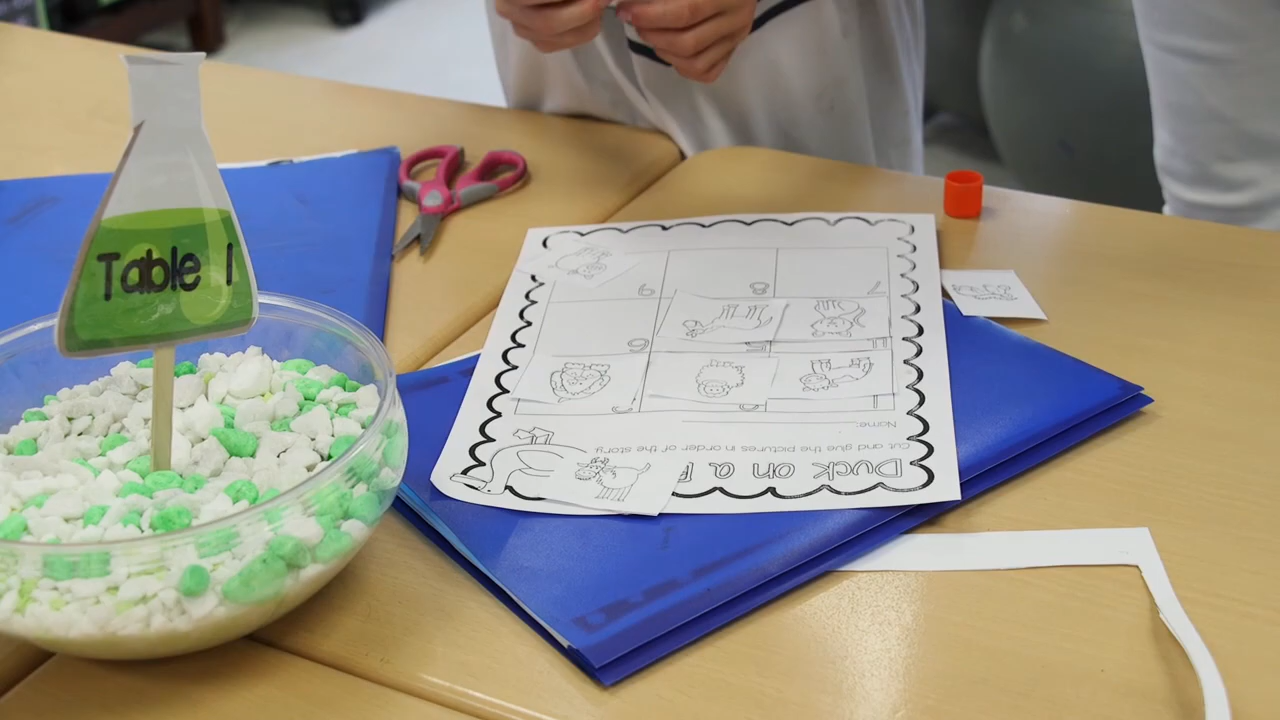 Table 1
Duck on a
Cut and glue the pictures in order of the story
Name:
1
6
7
8
9